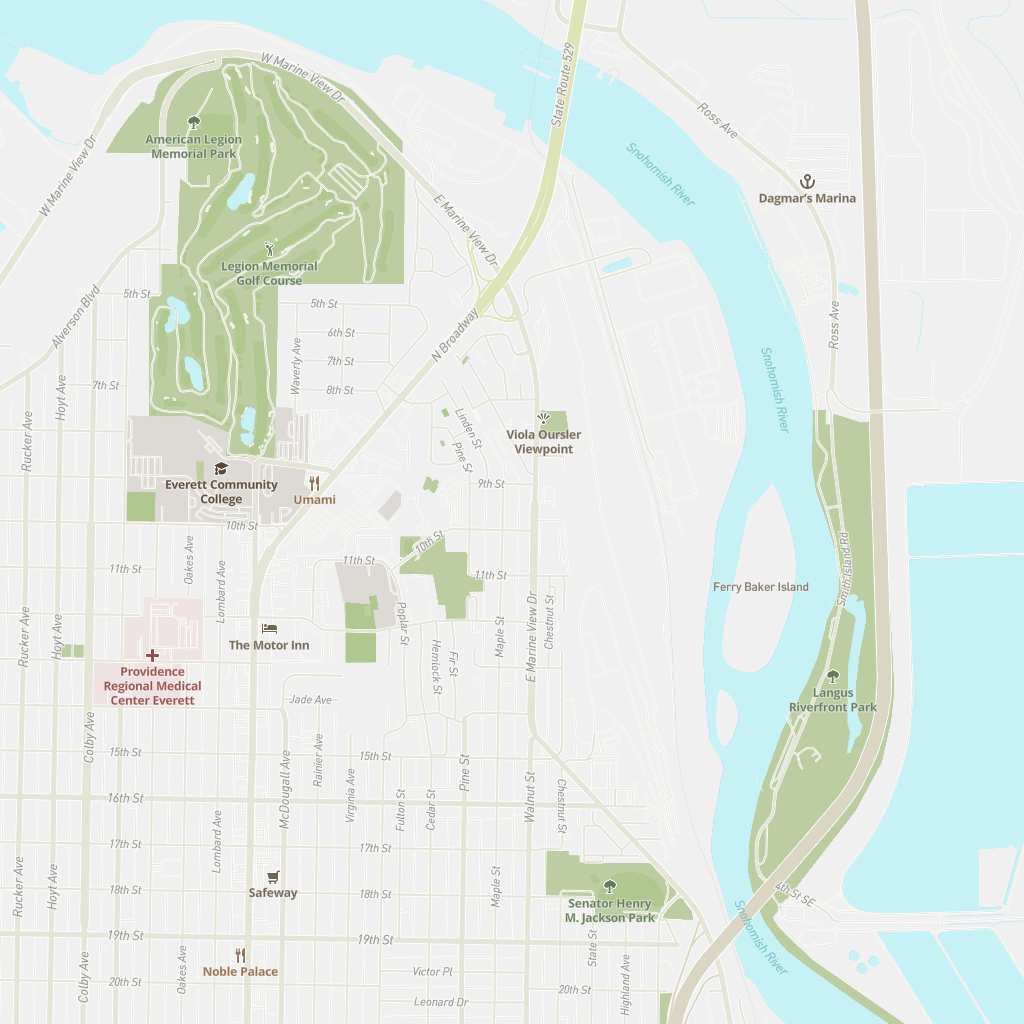 W Marine View Dr
State Route 529
Ross Ave
American Legion
Memorial Park
Snohomish River
W Marine View Dr
Dagmar's Marina
E Marine View Dr
Legion Memorial
Golf Course
5th St
5th St
Alverson Blvd
N Broadway
Ross Ave
6th St
Waverly Ave
7th St
Snohomish River
7th St
8th St
Hoyt Ave
Rucker Ave
Linden St
Viola Oursler
Viewpoint
Pine St
Everett Community
College
Umami
9th St
10th St
10th St
11th St
Oakes Ave
Lombard Ave
11th St
11th St
Smith Island Rd
Ferry Baker Island
Rucker Ave
Hoyt Ave
The Motor Inn
Poplar St
Hemlock St
Fir St
Maple St
E Marine View Dr
Chestnut St
Providence
Regional Medical
Center Everett
Langus
Riverfront Park
Jade Ave
Colby Ave
15th St
McDougall Ave
Rainier Ave
Virginia Ave
15th St
Pine St
16th St
Fulton St
Cedar St
Walnut St
Chestnut St
17th St
Lombard Ave
17th St
Rucker Ave
Hoyt Ave
18th St
Safeway
18th St
Maple St
Senator Henry
M. Jackson Park
4th St SE
19th St
19th St
State St
Snohomish River
Colby Ave
Oakes Ave
Noble Palace
Victor Pl
20th St
Leonard Dr
20th St
Highland Ave